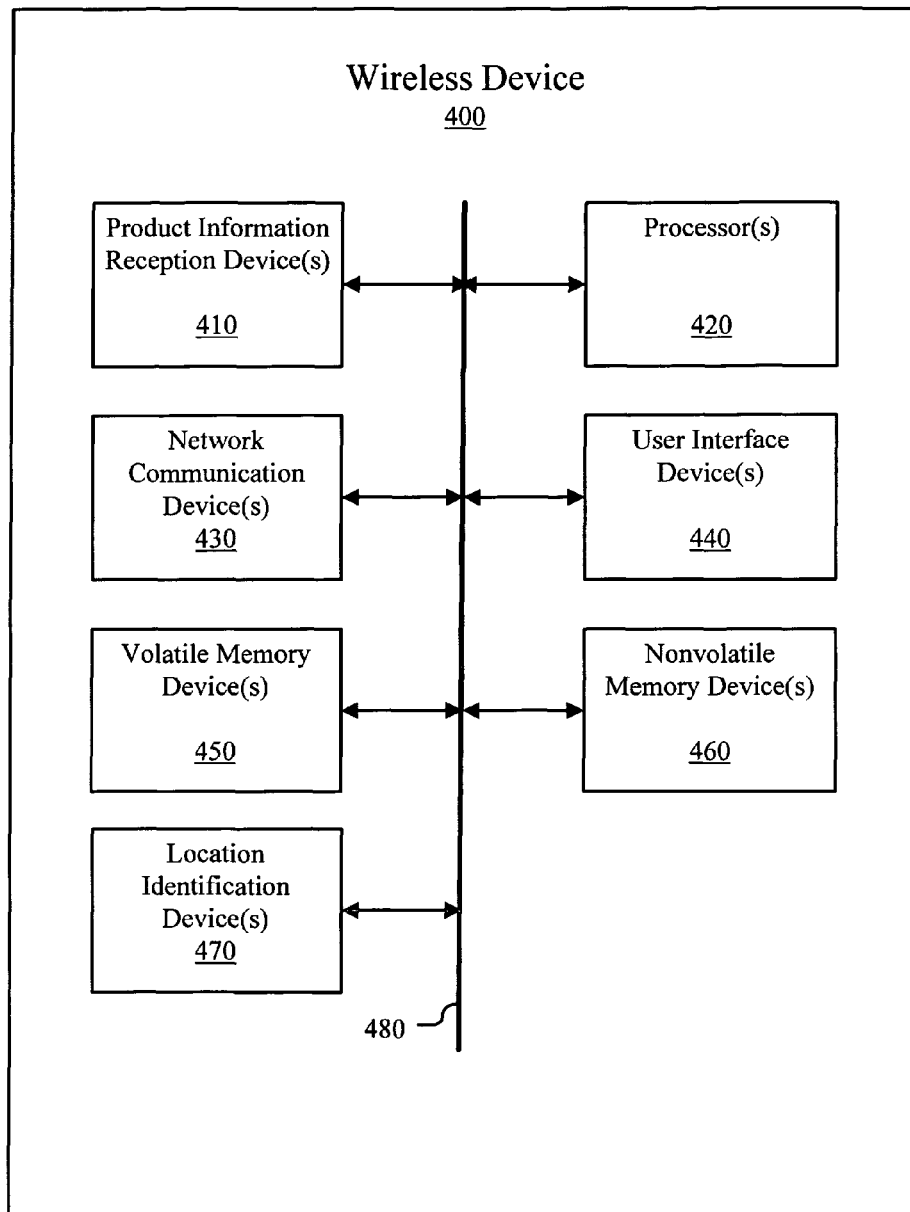 Wireless Device
400
Product Information
Reception Device(s)
410
Processor(s)
420
Network
Communication
Device(s)
430
User Interface
Device(s)
440
Volatile Memory
Device(s)
450
Nonvolatile
Memory Device(s)
460
Location
Identification
Device(s)
470
480